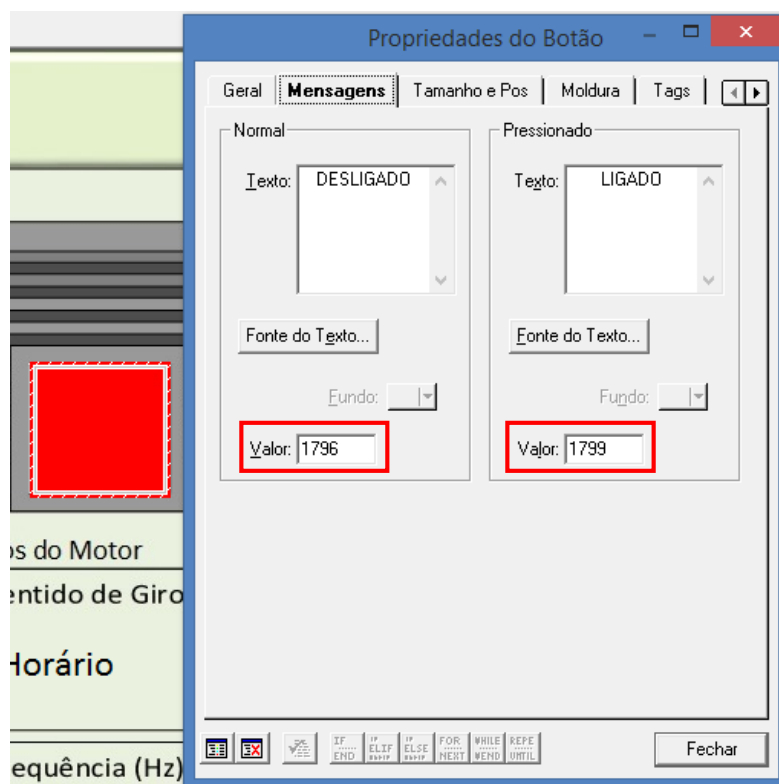 Propriedades do Botão
Geral Mensagens Tamanho e Pos Moldura Tags
Normal
Texto: DESLIGADO
Fonte do Texto...
Fundo:
Valor: 1796
Pressionado
Texto: LIGADO
Fonte do Texto...
Fundo:
Valor: 1799
os do Motor
entido de Giro
Horário
equência (Hz)
IF END
ELIF
ELSE
FOR NEXT
WHILE WEND
REPE UNTIL
Fechar